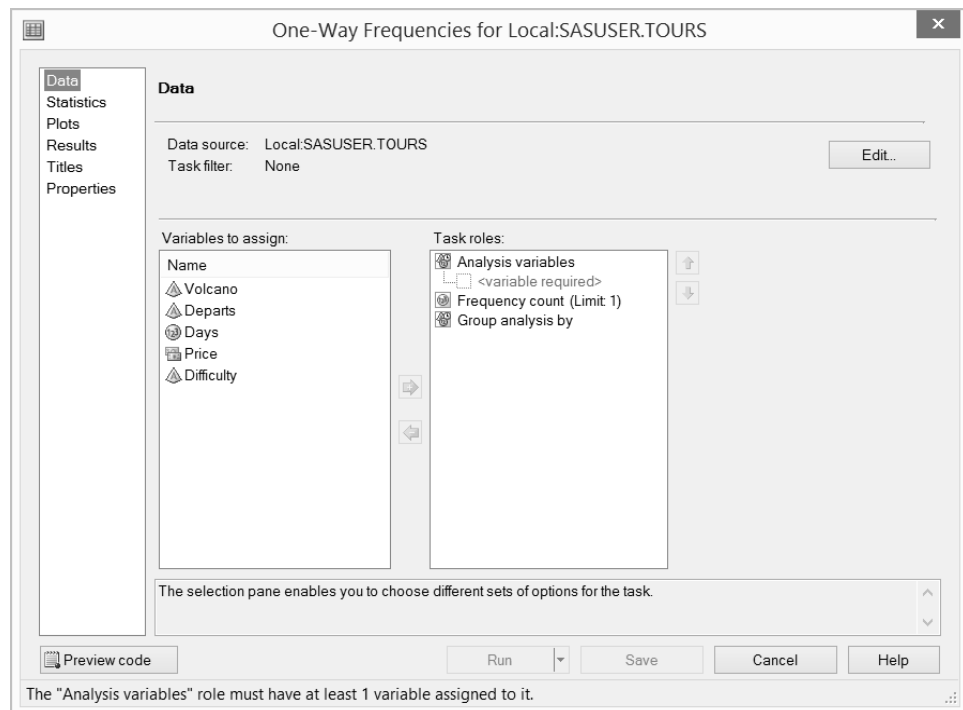 One-Way Frequencies for Local:SASUSER.TOURS
Data
Statistics
Plots
Results
Titles
Properties
Data
Data source: Local:SASUSER.TOURS
Task filter: None
Edit...
Variables to assign:
Name
Volcano
Departs
Days
Price
Difficulty
Task roles:
Analysis variables
<variable required>
Frequency count (Limit: 1)
Group analysis by
The selection pane enables you to choose different sets of options for the task.
Preview code
Run
Save
Cancel
Help
The "Analysis variables" role must have at least 1 variable assigned to it.